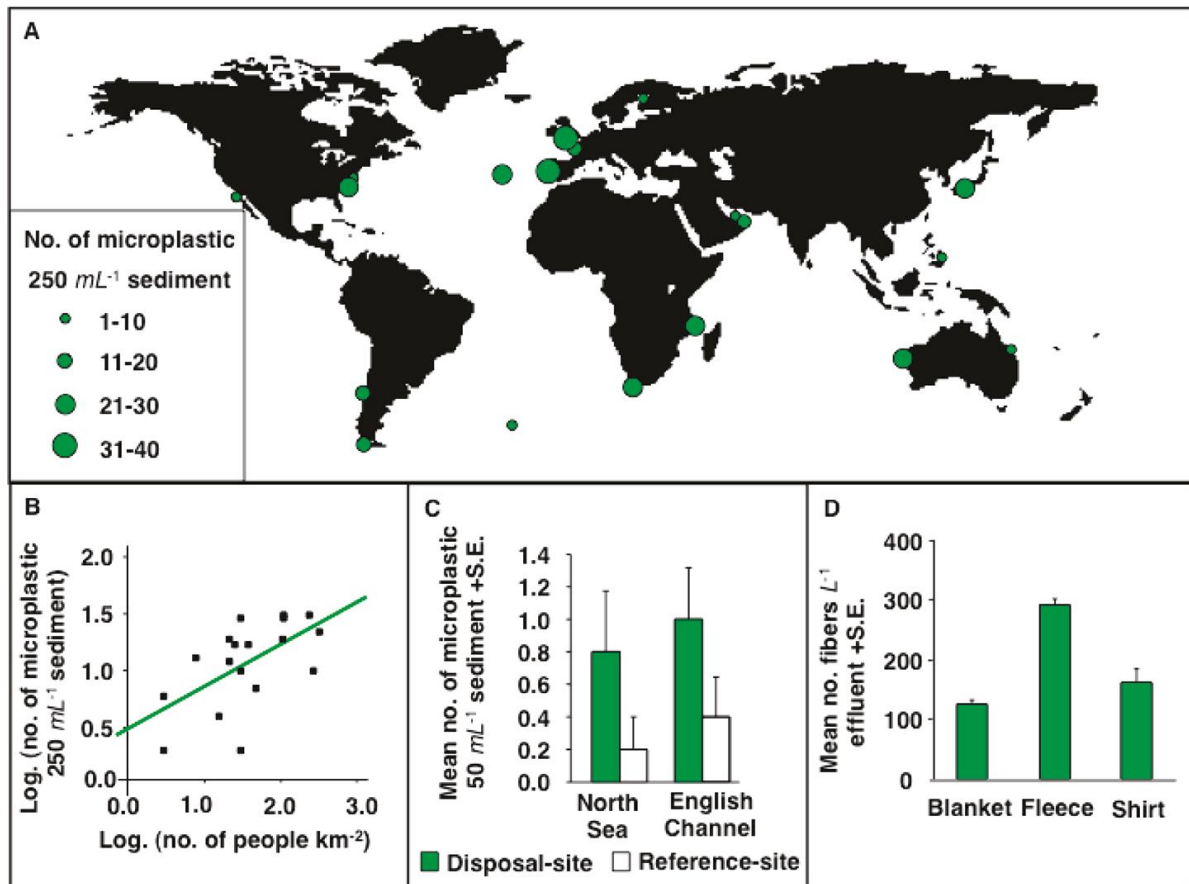 A
No. of microplastic
250 mL⁻¹ sediment
1-10
11-20
21-30
31-40
B
Log. (no. of microplastic
250 mL⁻¹ sediment)
2.0
1.5
1.0
0.5
0.0
0.0 1.0 2.0 3.0
Log. (no. of people km⁻²)
C
Mean no. of microplastic
50 mL⁻¹ sediment +S.E.
1.4
1.2
1.0
0.8
0.6
0.4
0.2
0.0
North English
Sea Channel
Disposal-site Reference-site
D
Mean no. fibers L⁻¹
effluent +S.E.
400
300
200
100
0
Blanket Fleece Shirt